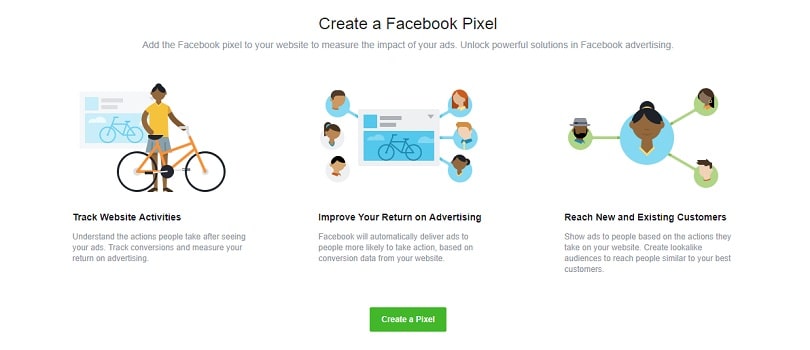 Create a Facebook Pixel
Add the Facebook pixel to your website to measure the impact of your ads. Unlock powerful solutions in Facebook advertising.
Track Website Activities
Understand the actions people take after seeing
your ads. Track conversions and measure your
return on advertising.
Improve Your Return on Advertising
Facebook will automatically deliver ads to
people more likely to take action, based on
conversion data from your website.
Reach New and Existing Customers
Show ads to people based on the actions they
take on your website. Create lookalike
audiences to reach people similar to your best
customers.
Create a Pixel